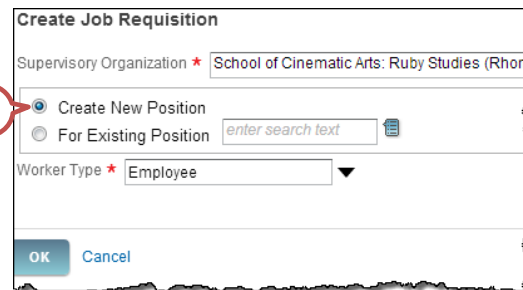 Create Job Requisition
Supervisory Organization * School of Cinematic Arts: Ruby Studies
Create New Position
For Existing Position enter search text
Worker Type * Employee
OK Cancel